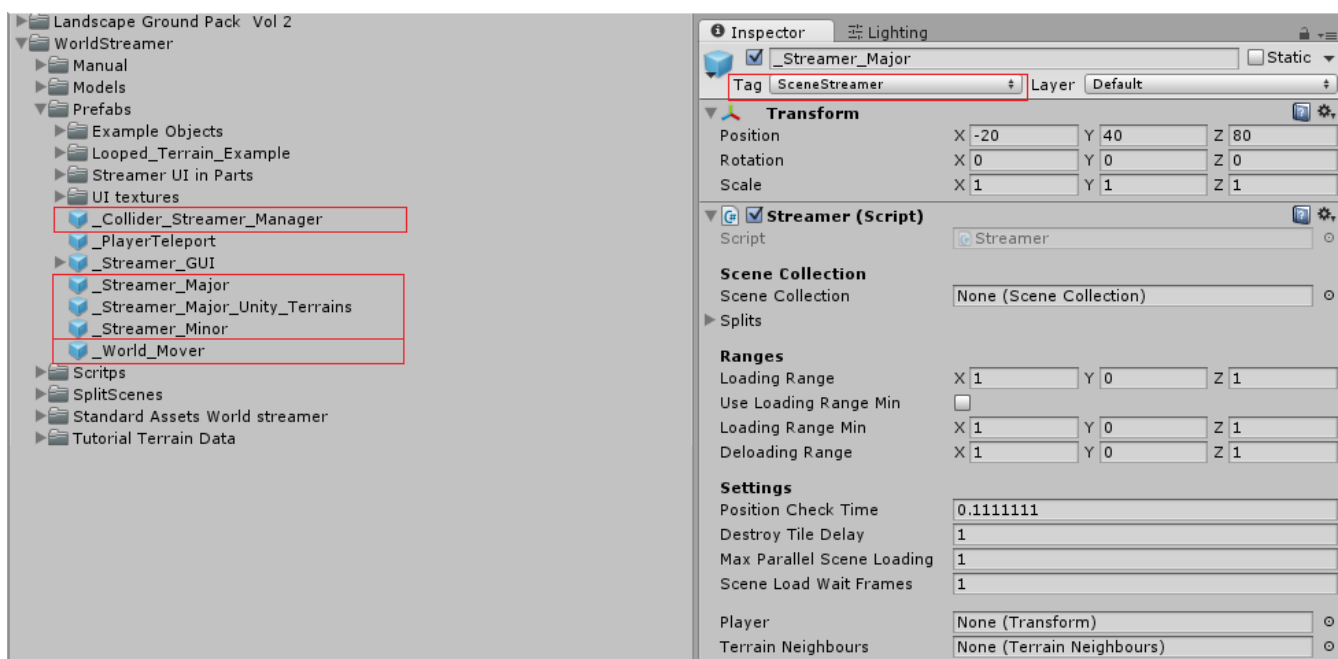 Landscape Ground Pack Vol 2
WorldStreamer
Manual
Models
Prefabs
Example Objects
Looped_Terrain_Example
Streamer UI in Parts
UI textures
_Collider_Streamer_Manager
_PlayerTeleport
_Streamer_GUI
_Streamer_Major
_Streamer_Major_Unity_Terrains
_Streamer_Minor
_World_Mover
Scritps
SplitScenes
Standard Assets World streamer
Tutorial Terrain Data
Inspector Lighting
_Streamer_Major Static
Tag SceneStreamer Layer Default
Transform
Position X -20 Y 40 Z 80
Rotation X 0 Y 0 Z 0
Scale X 1 Y 1 Z 1
Streamer (Script)
Script Streamer
Scene Collection
Scene Collection None (Scene Collection)
Splits
Ranges
Loading Range X 1 Y 0 Z 1
Use Loading Range Min
Loading Range Min X 1 Y 0 Z 1
Deloading Range X 1 Y 0 Z 1
Settings
Position Check Time 0.1111111
Destroy Tile Delay 1
Max Parallel Scene Loading 1
Scene Load Wait Frames 1
Player None (Transform)
Terrain Neighbours None (Terrain Neighbours)